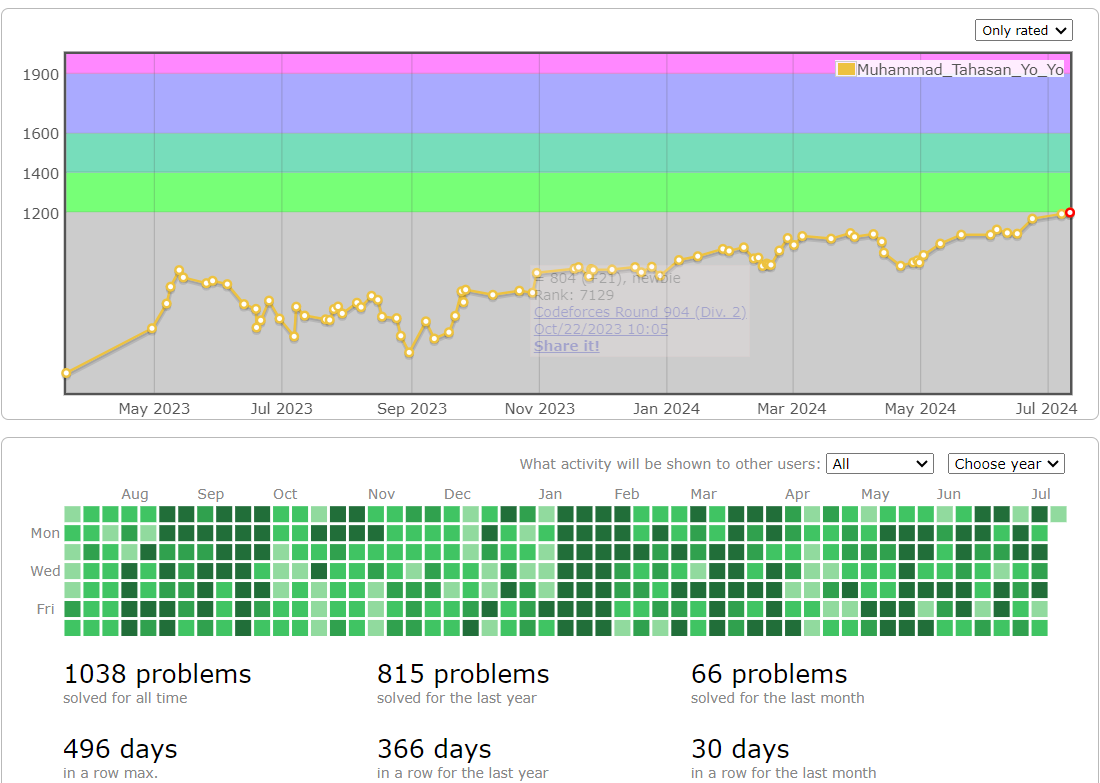 Only rated
Muhammad_Tahasan_Yo_Yo
1900
1600
1400
1200
= 804 (+21), newbie
Rank: 7129
Codeforces Round 904 (Div. 2)
Oct/22/2023 10:05
Share it!
May 2023 Jul 2023 Sep 2023 Nov 2023 Jan 2024 Mar 2024 May 2024 Jul 2024
What activity will be shown to other users: All Choose year
Aug Sep Oct Nov Dec Jan Feb Mar Apr May Jun Jul
Mon
Wed
Fri
1038 problems 815 problems 66 problems
solved for all time solved for the last year solved for the last month
496 days 366 days 30 days
in a row max. in a row for the last year in a row for the last month